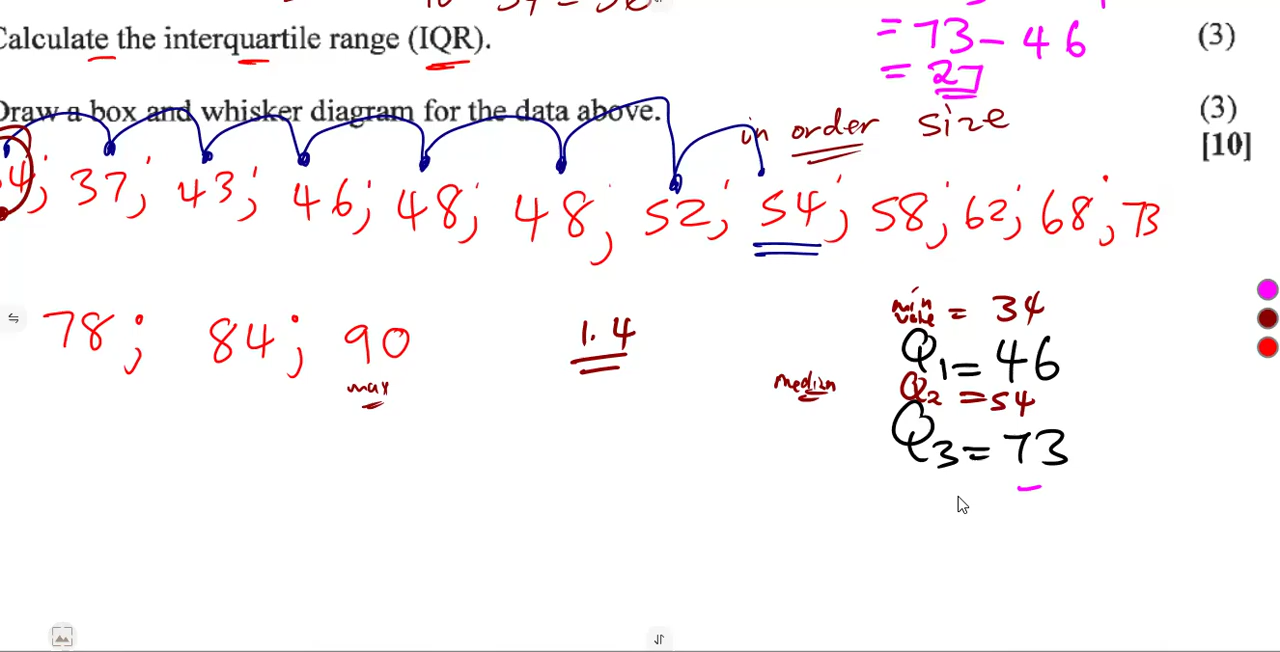 Calculate the interquartile range (IQR).
= 73 - 46
(3)
= 27
Draw a box and whisker diagram for the data above.
(3)
in order size
[10]
34; 37; 43; 46; 48; 48; 52; 54; 58; 62; 68; 73
78; 84; 90
max
1.4
min value = 34
Q1 = 46
median Q2 = 54
Q3 = 73